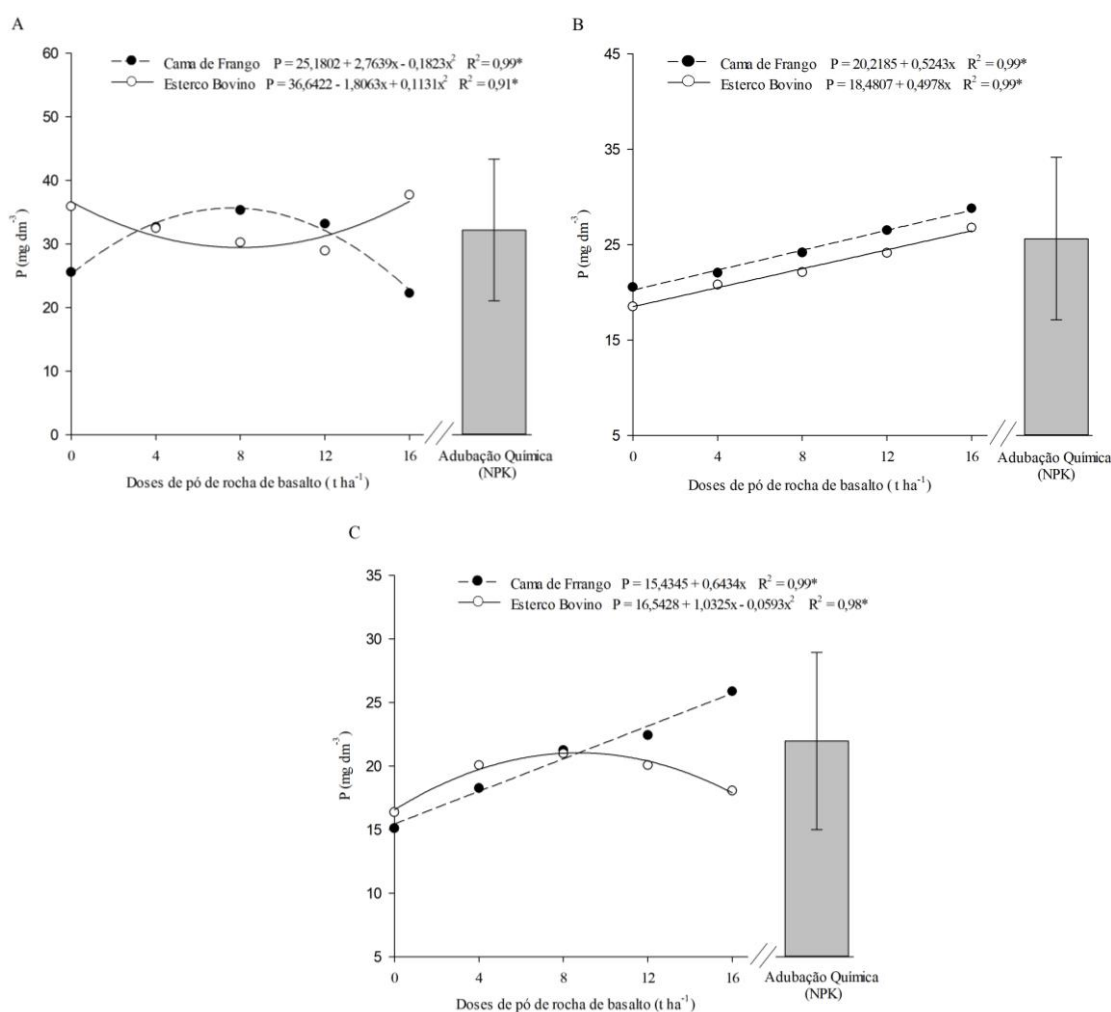 A
Cama de Frango P = 25,1802 + 2,7639x - 0,1823x² R² = 0,99*
Esterco Bovino P = 36,6422 - 1,8063x + 0,1131x² R² = 0,91*
60
50
40
30
20
10
0
P (mg dm⁻³)
0 4 8 12 16
Doses de pó de rocha de basalto ( t ha⁻¹)
Adubação Química
(NPK)
B
Cama de Frango P = 20,2185 + 0,5243x R² = 0,99*
Esterco Bovino P = 18,4807 + 0,4978x R² = 0,99*
45
35
25
15
5
P (mg dm⁻³)
0 4 8 12 16
Doses de pó de rocha de basalto ( t ha⁻¹)
Adubação Química
(NPK)
C
Cama de Frrango P = 15,4345 + 0,6434x R² = 0,99*
Esterco Bovino P = 16,5428 + 1,0325x - 0,0593x² R² = 0,98*
35
30
25
20
15
10
5
P (mg dm⁻³)
0 4 8 12 16
Doses de pó de rocha de basalto (t ha⁻¹)
Adubação Química
(NPK)